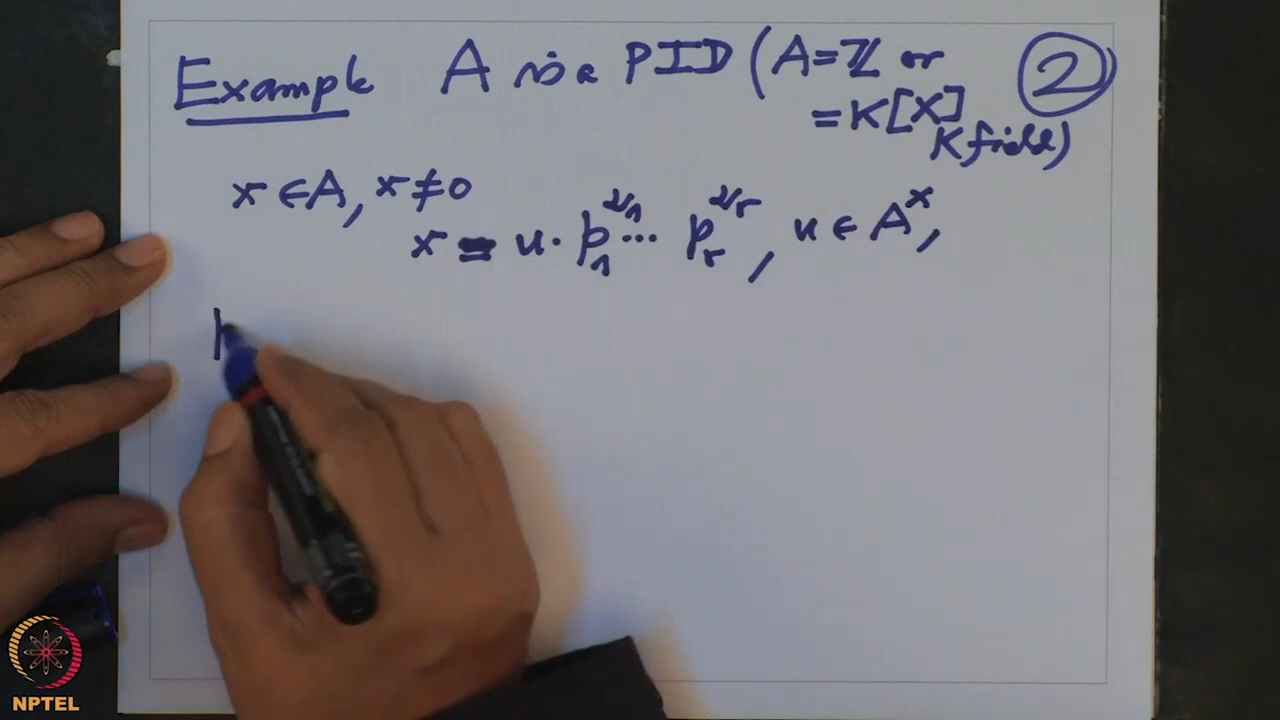 Example A is a PID (A=ℤ or ②
=K[X]
K field)
x ∈ A, x ≠ 0
x = u · p₁^ν₁ ... pᵣ^νᵣ, u ∈ A^×,
NPTEL